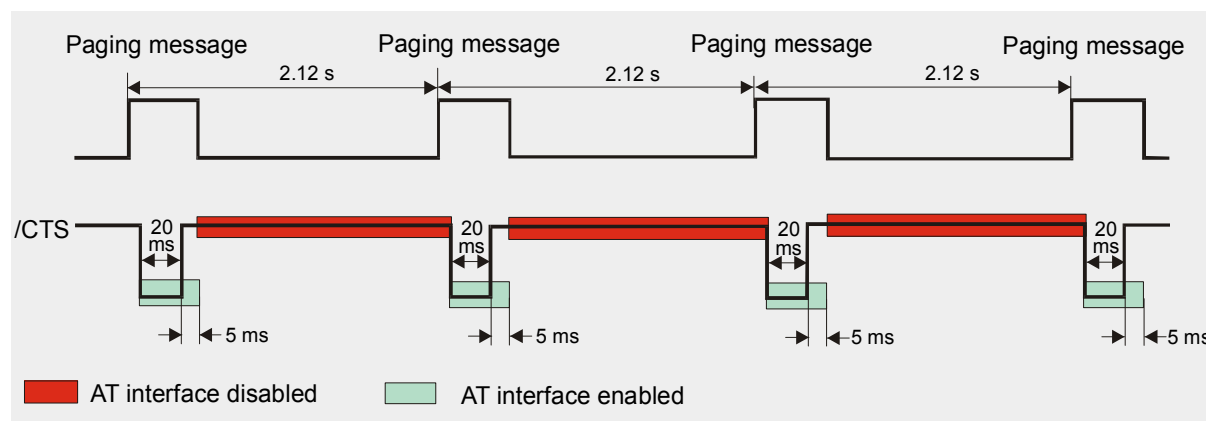 Paging message Paging message Paging message Paging message
2.12 s 2.12 s 2.12 s
/CTS
20 ms 20 ms 20 ms 20 ms
5 ms 5 ms 5 ms 5 ms
AT interface disabled AT interface enabled